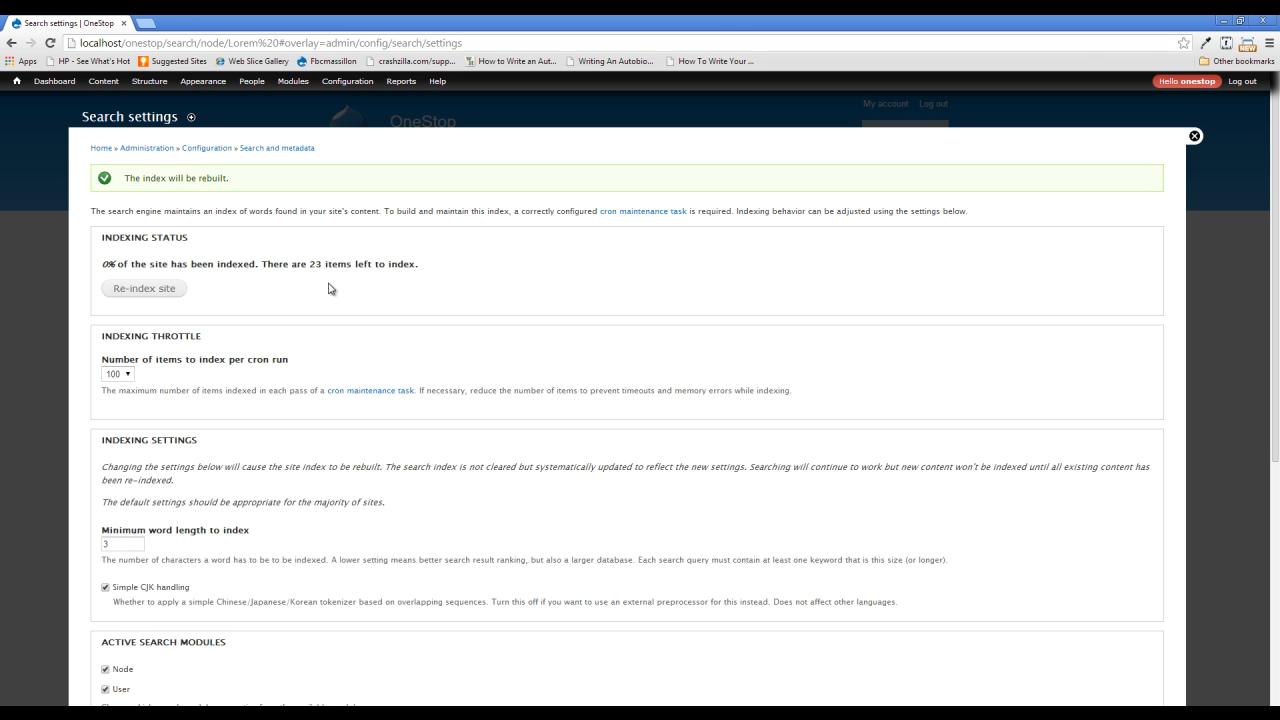 Search settings | OneStop
localhost/onestop/search/node/Lorem%20#overlay=admin/config/search/settings
Apps HP - See What's Hot Suggested Sites Web Slice Gallery Fbcmassillon crashzilla.com/supp... How to Write an Aut... Writing An Autobio... How To Write Your ... Other bookmarks
NEW
Home Dashboard Content Structure Appearance People Modules Configuration Reports Help Hello onestop Log out
My account Log out
Search settings
OneStop
Home » Administration » Configuration » Search and metadata
The index will be rebuilt.
The search engine maintains an index of words found in your site's content. To build and maintain this index, a correctly configured cron maintenance task is required. Indexing behavior can be adjusted using the settings below.
INDEXING STATUS
0% of the site has been indexed. There are 23 items left to index.
Re-index site
INDEXING THROTTLE
Number of items to index per cron run
100
The maximum number of items indexed in each pass of a cron maintenance task. If necessary, reduce the number of items to prevent timeouts and memory errors while indexing.
INDEXING SETTINGS
Changing the settings below will cause the site index to be rebuilt. The search index is not cleared but systematically updated to reflect the new settings. Searching will continue to work but new content won't be indexed until all existing content has
been re-indexed.
The default settings should be appropriate for the majority of sites.
Minimum word length to index
3
The number of characters a word has to be to be indexed. A lower setting means better search result ranking, but also a larger database. Each search query must contain at least one keyword that is this size (or longer).
Simple CJK handling
Whether to apply a simple Chinese/Japanese/Korean tokenizer based on overlapping sequences. Turn this off if you want to use an external preprocessor for this instead. Does not affect other languages.
ACTIVE SEARCH MODULES
Node
User